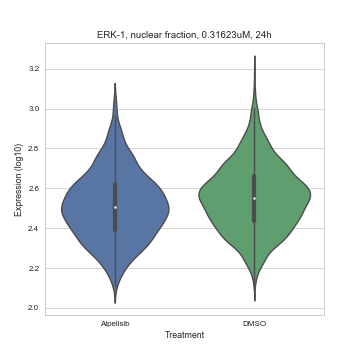 ERK-1, nuclear fraction, 0.31623uM, 24h
Expression (log10)
3.2
3.0
2.8
2.6
2.4
2.2
2.0
Alpelisib
DMSO
Treatment